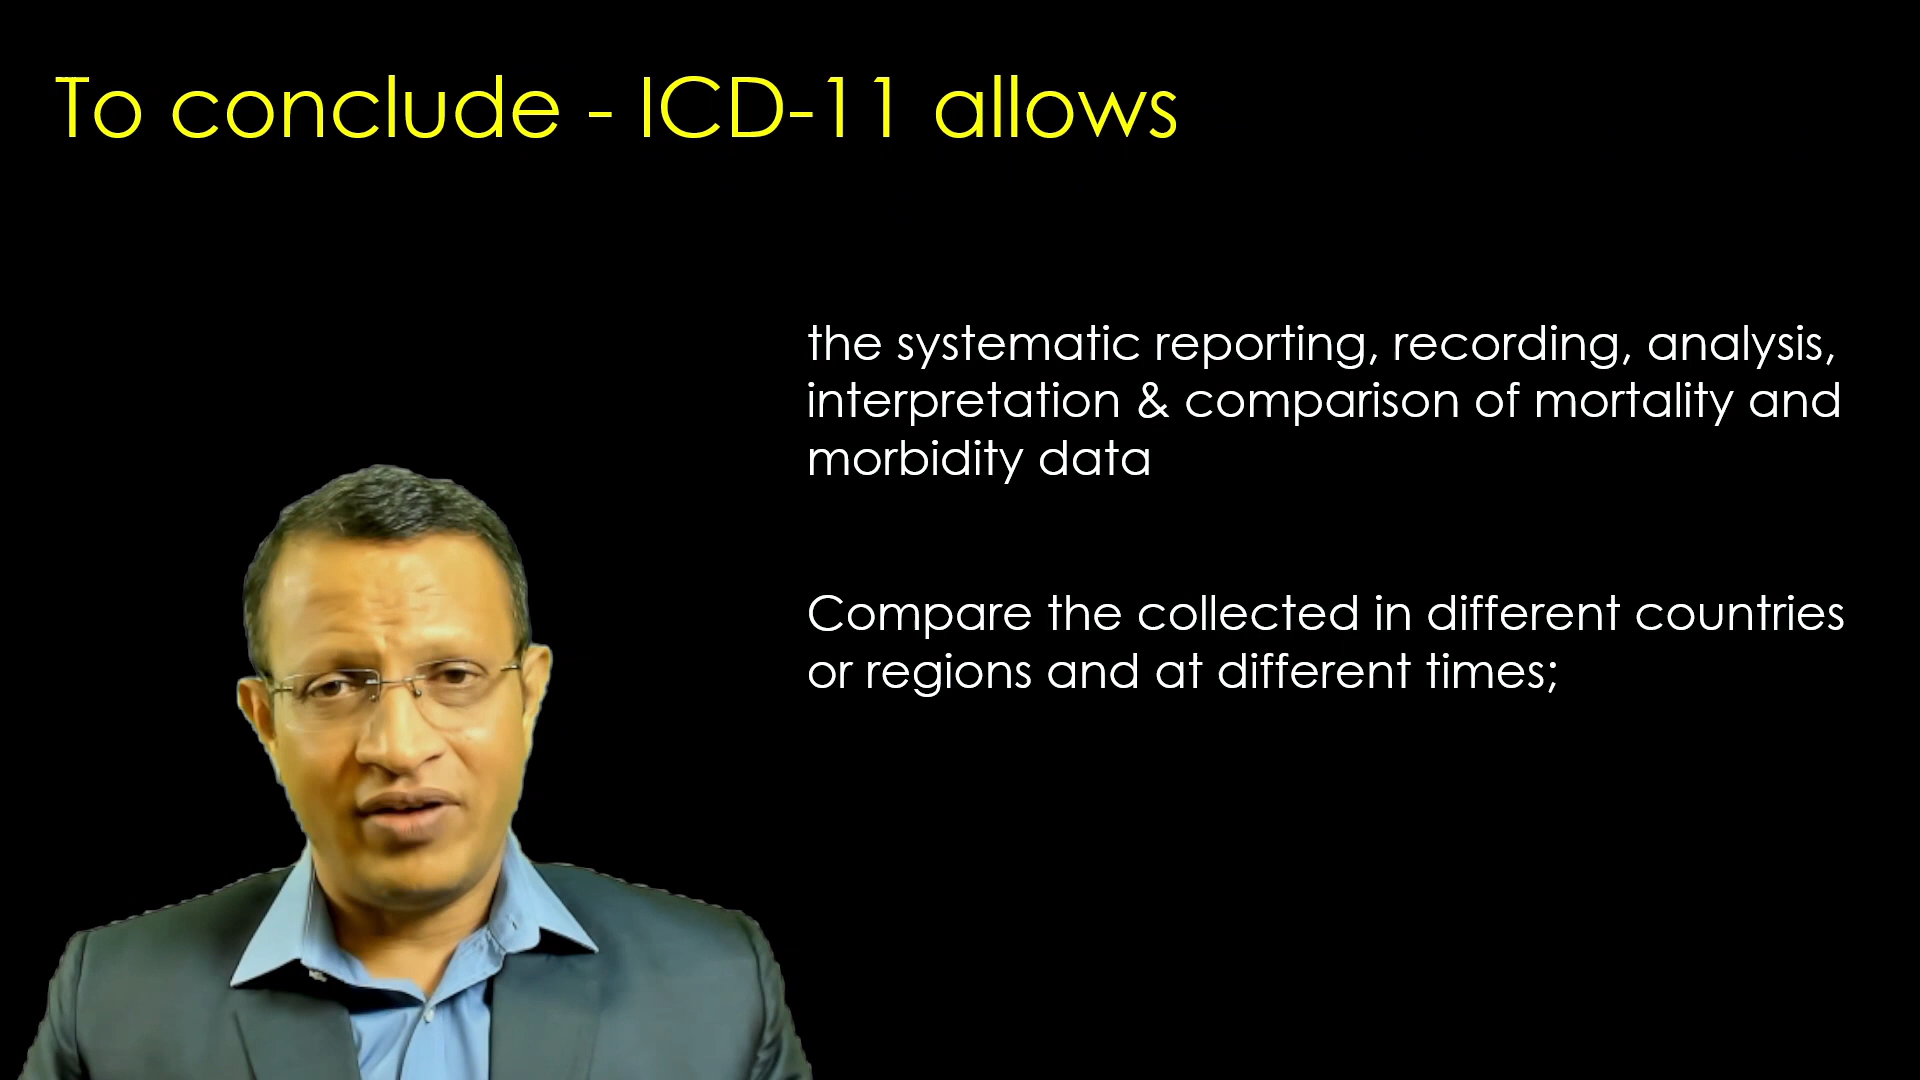 To conclude - ICD-11 allows
the systematic reporting, recording, analysis,
interpretation & comparison of mortality and
morbidity data
Compare the collected in different countries
or regions and at different times;